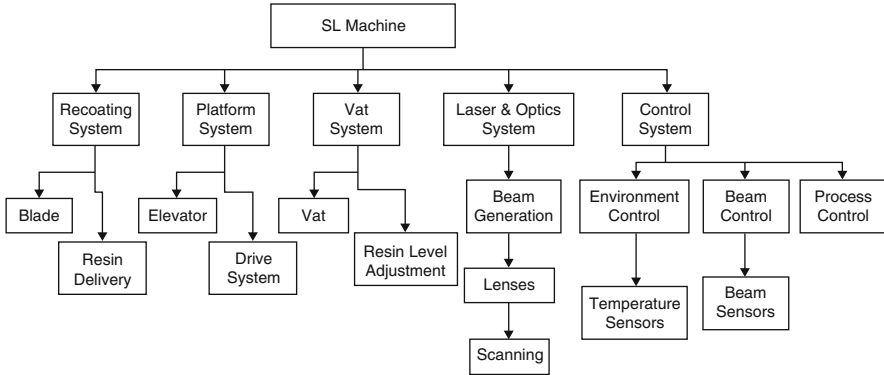 SL Machine
Recoating
System
Platform
System
Vat
System
Laser & Optics
System
Control
System
Blade
Resin
Delivery
Elevator
Drive
System
Vat
Resin Level
Adjustment
Beam
Generation
Lenses
Scanning
Environment
Control
Temperature
Sensors
Beam
Control
Beam
Sensors
Process
Control